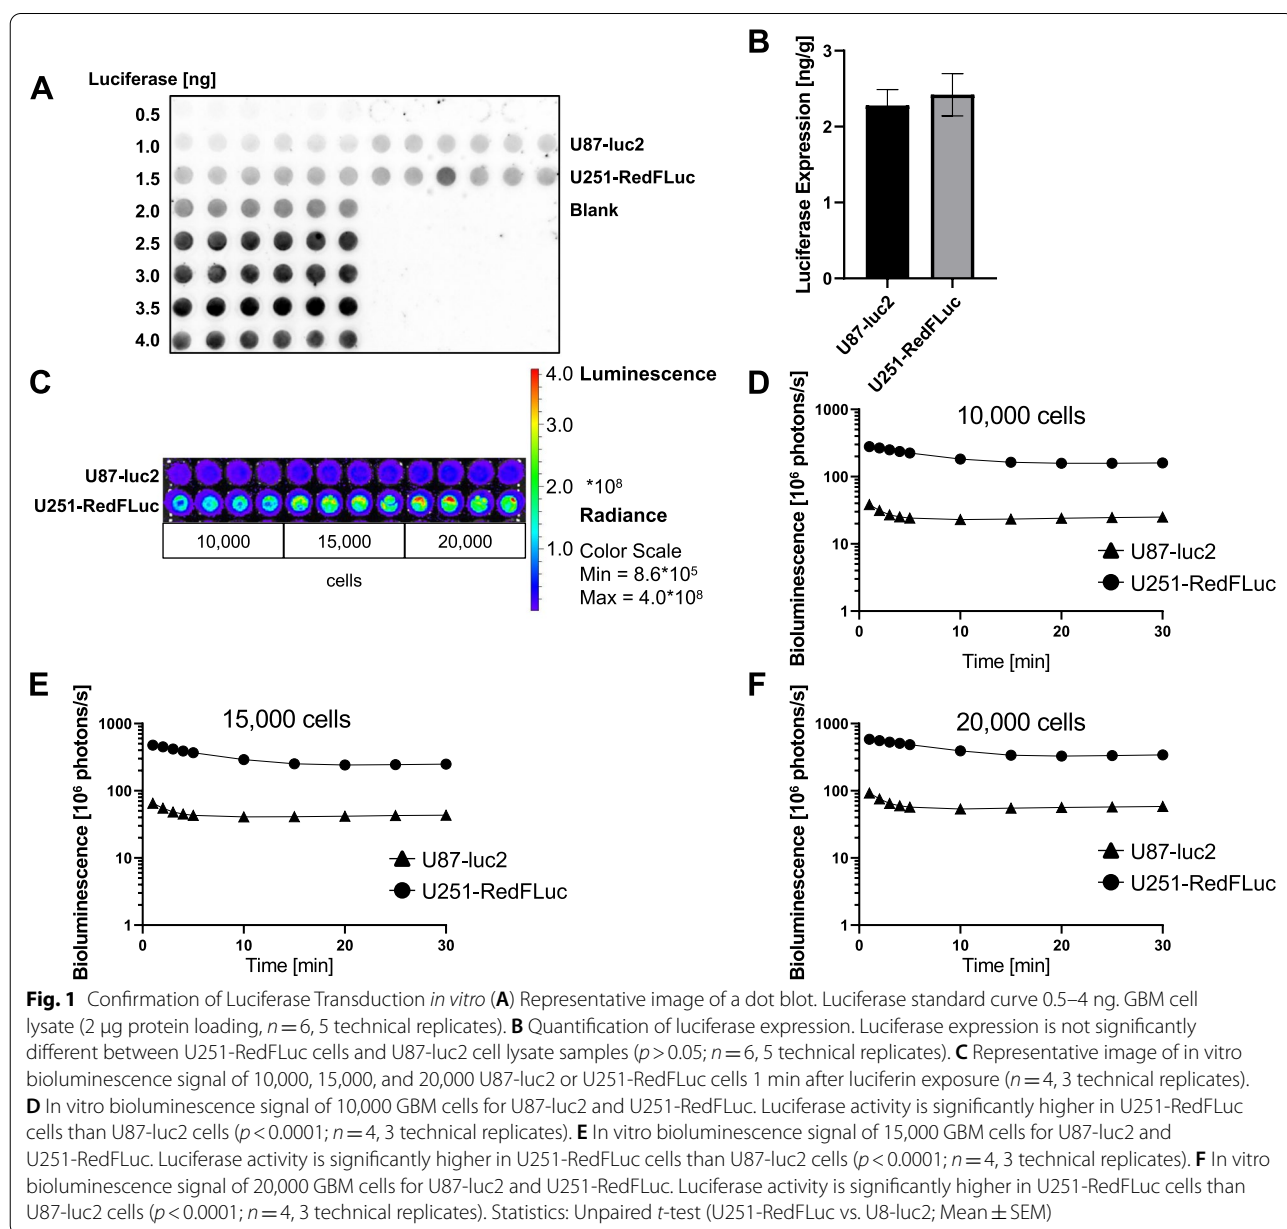 A
Luciferase [ng]
0.5
1.0
1.5
2.0
2.5
3.0
3.5
4.0
U87-luc2
U251-RedFLuc
Blank
B
Luciferase Expression [ng/g]
3
2
1
0
U87-luc2
U251-RedFLuc
C
U87-luc2
U251-RedFLuc
10,000 15,000 20,000
cells
4.0
3.0
2.0
1.0
Luminescence
*10⁸
Radiance
Color Scale
Min = 8.6*10⁵
Max = 4.0*10⁸
D
10,000 cells
Bioluminescence [10⁶ photons/s]
1000
100
10
1
0 10 20 30
Time [min]
U87-luc2
U251-RedFLuc
E
15,000 cells
Bioluminescence [10⁶ photons/s]
1000
100
10
1
0 10 20 30
Time [min]
U87-luc2
U251-RedFLuc
F
20,000 cells
Bioluminescence [10⁶ photons/s]
1000
100
10
1
0 10 20 30
Time [min]
U87-luc2
U251-RedFLuc
Fig. 1 Confirmation of Luciferase Transduction in vitro (A) Representative image of a dot blot. Luciferase standard curve 0.5–4 ng. GBM cell
lysate (2 µg protein loading, n = 6, 5 technical replicates). B Quantification of luciferase expression. Luciferase expression is not significantly
different between U251-RedFLuc cells and U87-luc2 cell lysate samples (p > 0.05; n = 6, 5 technical replicates). C Representative image of in vitro
bioluminescence signal of 10,000, 15,000, and 20,000 U87-luc2 or U251-RedFLuc cells 1 min after luciferin exposure (n = 4, 3 technical replicates).
D In vitro bioluminescence signal of 10,000 GBM cells for U87-luc2 and U251-RedFLuc. Luciferase activity is significantly higher in U251-RedFLuc
cells than U87-luc2 cells (p < 0.0001; n = 4, 3 technical replicates). E In vitro bioluminescence signal of 15,000 GBM cells for U87-luc2 and
U251-RedFLuc. Luciferase activity is significantly higher in U251-RedFLuc cells than U87-luc2 cells (p < 0.0001; n = 4, 3 technical replicates). F In vitro
bioluminescence signal of 20,000 GBM cells for U87-luc2 and U251-RedFLuc. Luciferase activity is significantly higher in U251-RedFLuc cells than
U87-luc2 cells (p < 0.0001; n = 4, 3 technical replicates). Statistics: Unpaired t-test (U251-RedFLuc vs. U8-luc2; Mean ± SEM)